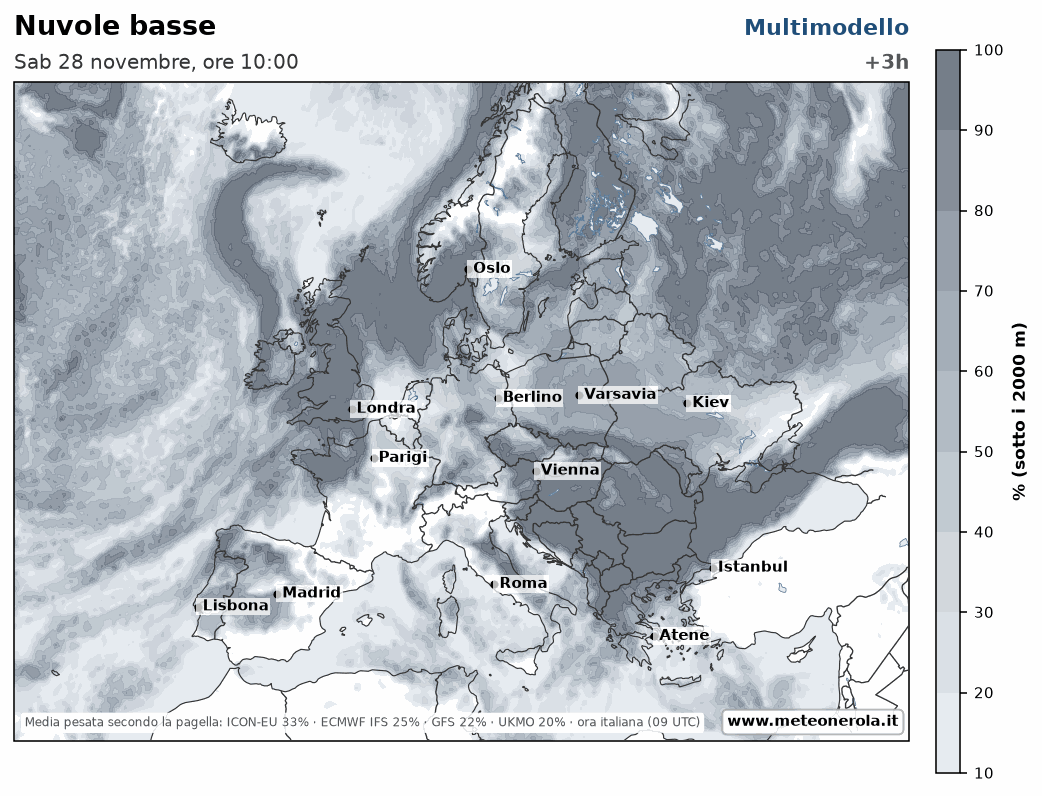 Nuvole basse
Multimodello
Sab 28 novembre, ore 10:00
+3h
100
90
80
70
60
50
40
30
20
10
% (sotto i 2000 m)
Oslo
Londra
Berlino
Varsavia
Kiev
Parigi
Vienna
Istanbul
Roma
Madrid
Lisbona
Atene
Media pesata secondo la pagella: ICON-EU 33% · ECMWF IFS 25% · GFS 22% · UKMO 20% · ora italiana (09 UTC)
www.meteonerola.it